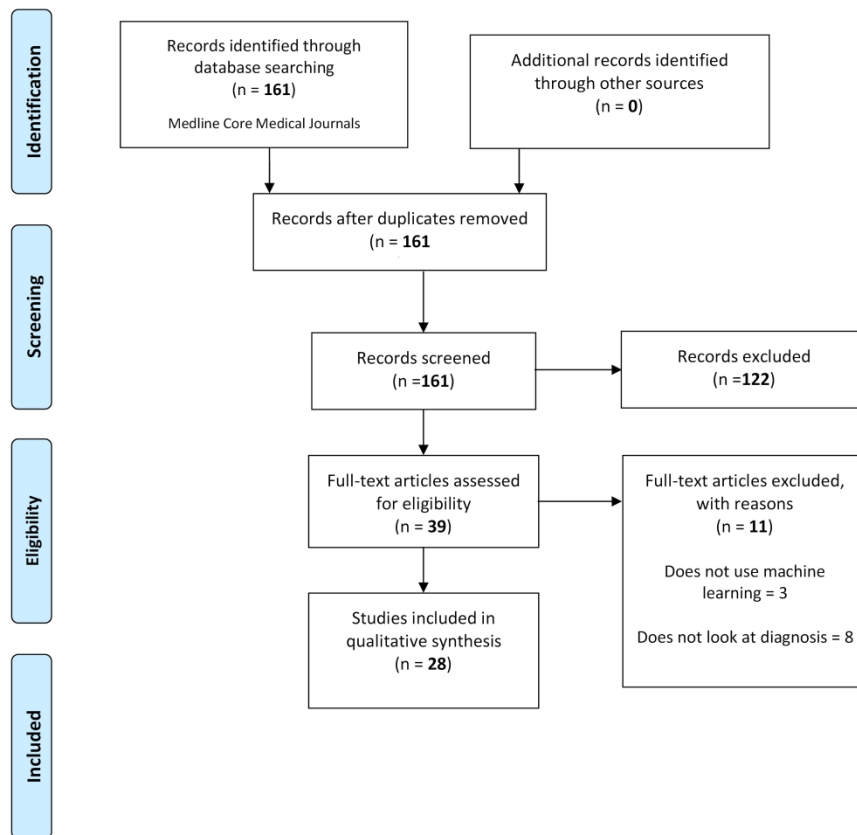 Identification
Records identified through
database searching
(n = 161)
Medline Core Medical Journals
Additional records identified
through other sources
(n = 0)
Records after duplicates removed
(n = 161
Screening
Records screened
(n =161)
Records excluded
(n =122)
Eligibility
Full-text articles assessed
for eligibility
(n = 39)
Full-text articles excluded,
with reasons
(n = 11)
Does not use machine
learning = 3
Does not look at diagnosis = 8
Studies included in
qualitative synthesis
(n = 28)
Included